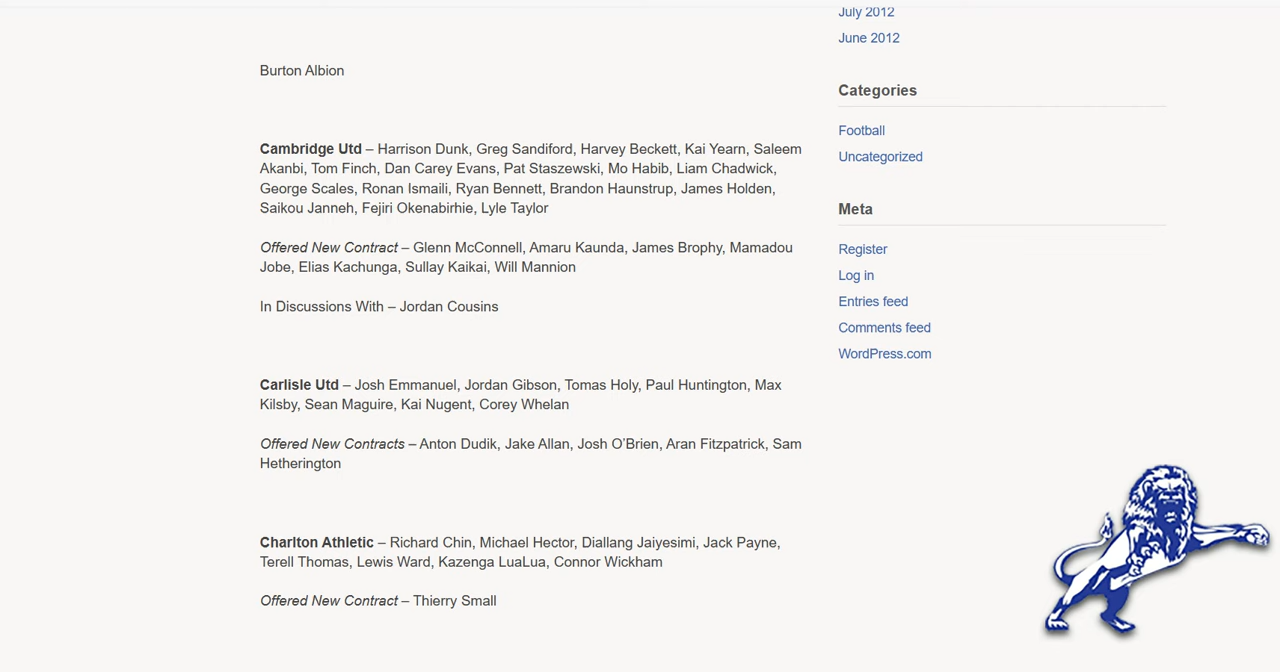 July 2012
June 2012
Burton Albion
Categories
Football
Uncategorized
Cambridge Utd – Harrison Dunk, Greg Sandiford, Harvey Beckett, Kai Yearn, Saleem
Akanbi, Tom Finch, Dan Carey Evans, Pat Staszewski, Mo Habib, Liam Chadwick,
George Scales, Ronan Ismaili, Ryan Bennett, Brandon Haunstrup, James Holden,
Saikou Janneh, Fejiri Okenabirhie, Lyle Taylor
Offered New Contract – Glenn McConnell, Amaru Kaunda, James Brophy, Mamadou
Jobe, Elias Kachunga, Sullay Kaikai, Will Mannion
In Discussions With – Jordan Cousins
Meta
Register
Log in
Entries feed
Comments feed
WordPress.com
Carlisle Utd – Josh Emmanuel, Jordan Gibson, Tomas Holy, Paul Huntington, Max
Kilsby, Sean Maguire, Kai Nugent, Corey Whelan
Offered New Contracts – Anton Dudik, Jake Allan, Josh O’Brien, Aran Fitzpatrick, Sam
Hetherington
Charlton Athletic – Richard Chin, Michael Hector, Diallang Jaiyesimi, Jack Payne,
Terell Thomas, Lewis Ward, Kazenga LuaLua, Connor Wickham
Offered New Contract – Thierry Small